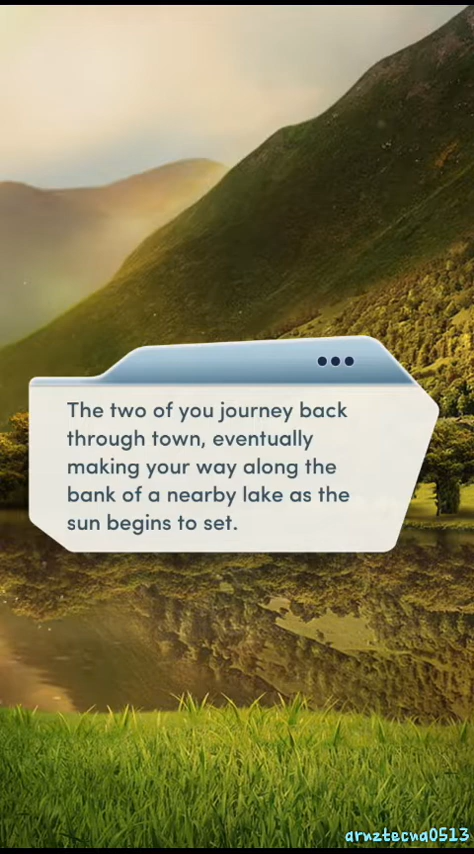 The two of you journey back
through town, eventually
making your way along the
bank of a nearby lake as the
sun begins to set.
arnztecna0513